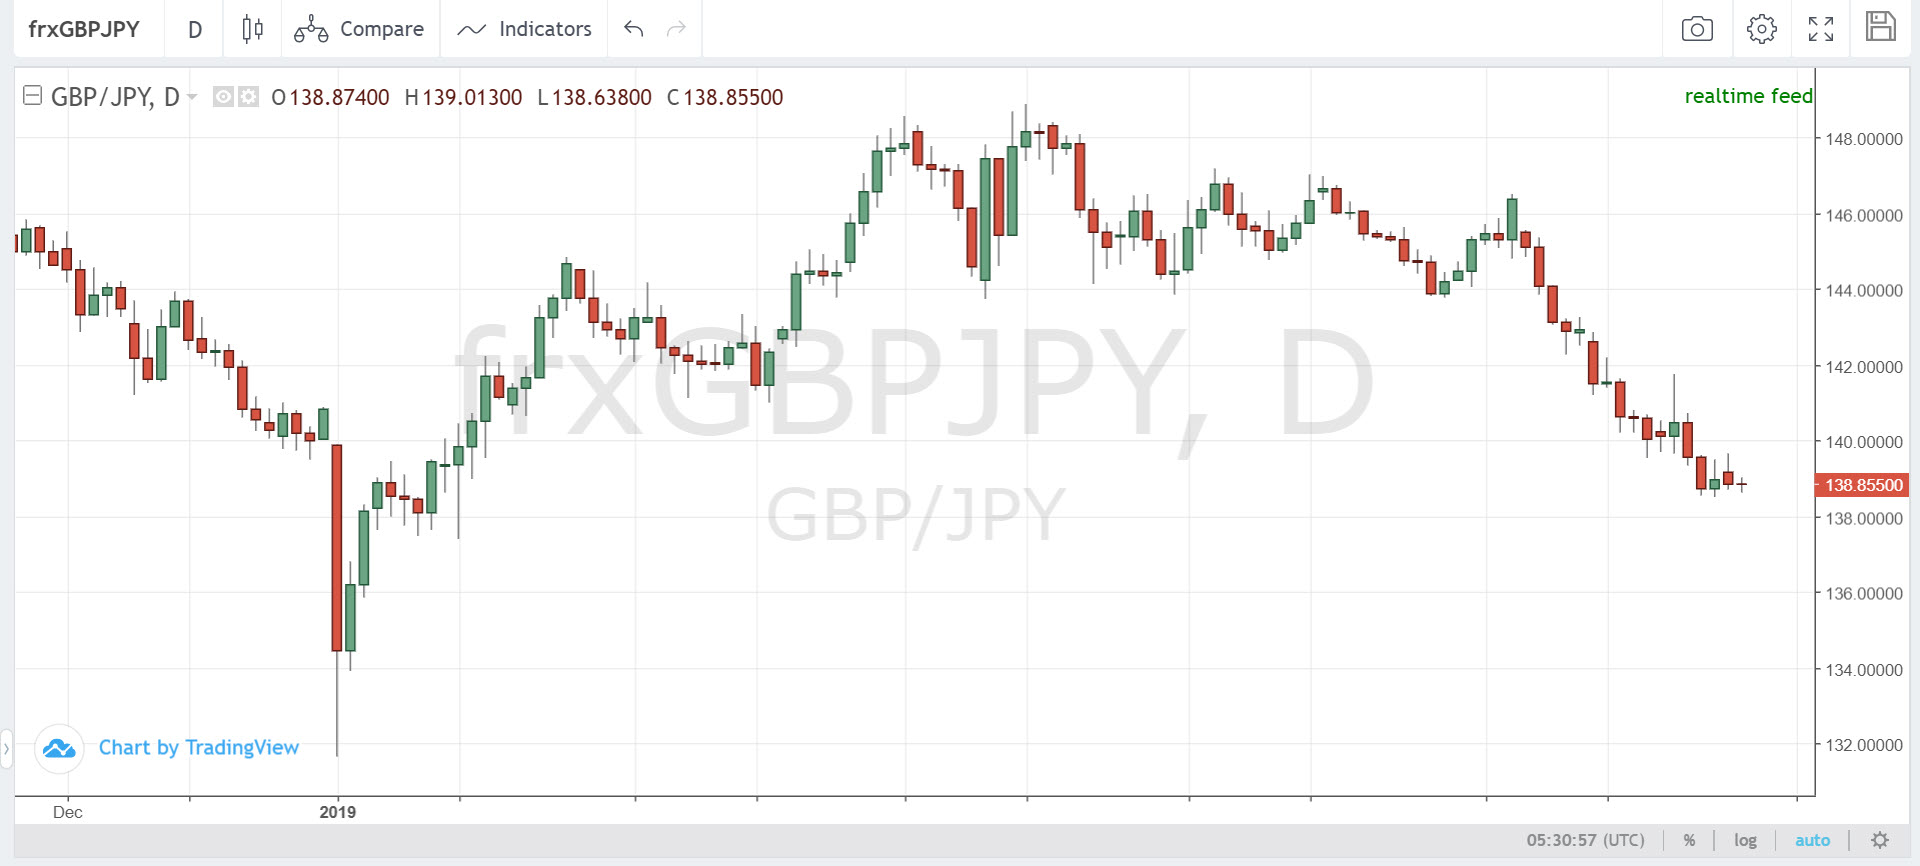 frxGBPJPY D Compare Indicators
GBP/JPY, D O138.87400 H139.01300 L138.63800 C138.85500
realtime feed
148.00000
146.00000
144.00000
frxGBPJPY, D
142.00000
140.00000
138.85500
GBP/JPY
138.00000
136.00000
134.00000
Chart by TradingView
132.00000
Dec 2019
05:30:57 (UTC) % log auto